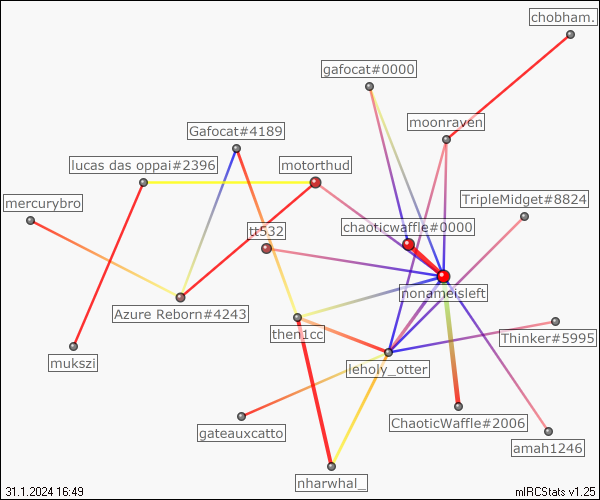 chobham.
gafocat#0000
moonraven
Gafocat#4189
lucas das oppai#2396
motorthud
mercurybro
TripleMidget#8824
chaoticwaffle#0000
tt532
nonameisleft
Azure Reborn#4243
then1cc
Thinker#5995
mukszi
leholy_otter
ChaoticWaffle#2006
gateauxcatto
amah1246
nharwhal_
31.1.2024 16:49
mIRCStats v1.25